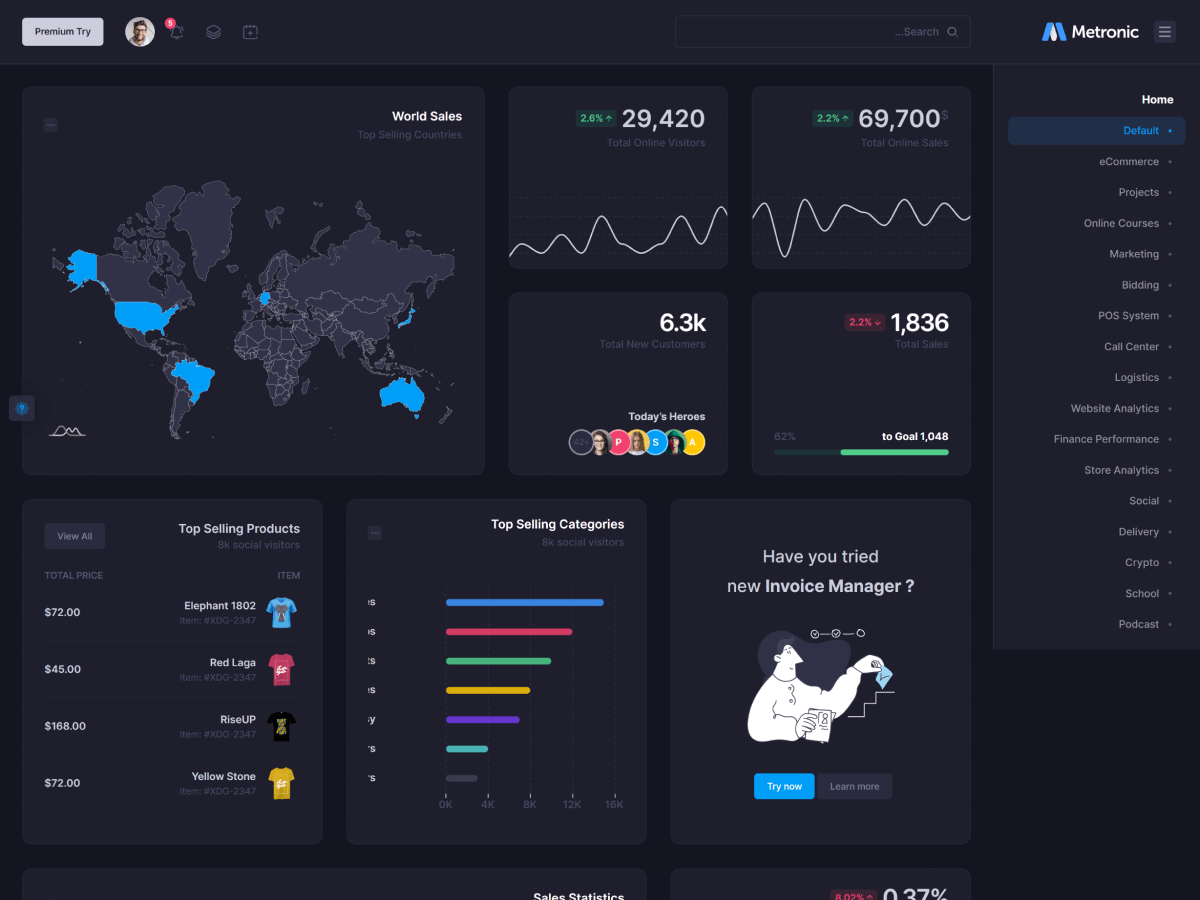 Premium Try
5
...Search
Metronic
Home
Default
eCommerce
Projects
Online Courses
Marketing
Bidding
POS System
Call Center
Logistics
Website Analytics
Finance Performance
Store Analytics
Social
Delivery
Crypto
School
Podcast
World Sales
Top Selling Countries
2.6% ↑ 29,420
Total Online Visitors
2.2% ↑ 69,700$
Total Online Sales
6.3k
Total New Customers
Today's Heroes
42+ P S A
2.2% ↓ 1,836
Total Sales
62% to Goal 1,048
?
View All
Top Selling Products
8k social visitors
TOTAL PRICE ITEM
$72.00 Elephant 1802
Item: #XDG-2347
$45.00 Red Laga
Item: #XDG-2347
$168.00 RiseUP
Item: #XDG-2347
$72.00 Yellow Stone
Item: #XDG-2347
Top Selling Categories
8k social visitors
0K 4K 8K 12K 16K
Have you tried
new Invoice Manager ?
Try now Learn more
Sales Statistics
8.02% ↑ 0.37%